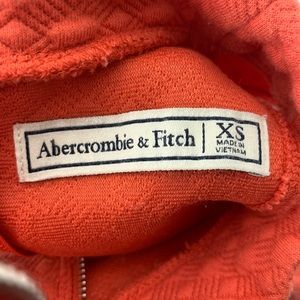 Abercrombie & Fitch
XS
MADE IN
VIETNAM